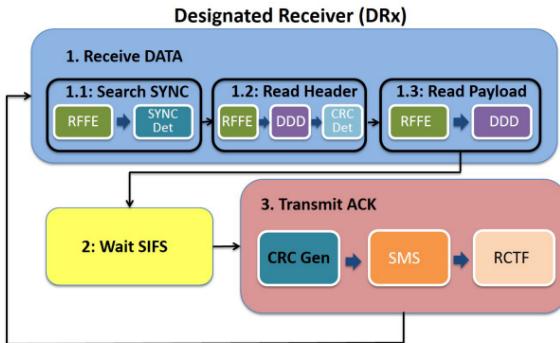 Designated Receiver (DRx)
1. Receive DATA
1.1: Search SYNC
RFFE
SYNC
Det
1.2: Read Header
RFFE
DDD
CRC
Det
1.3: Read Payload
RFFE
DDD
2: Wait SIFS
3. Transmit ACK
CRC Gen
SMS
RCTF